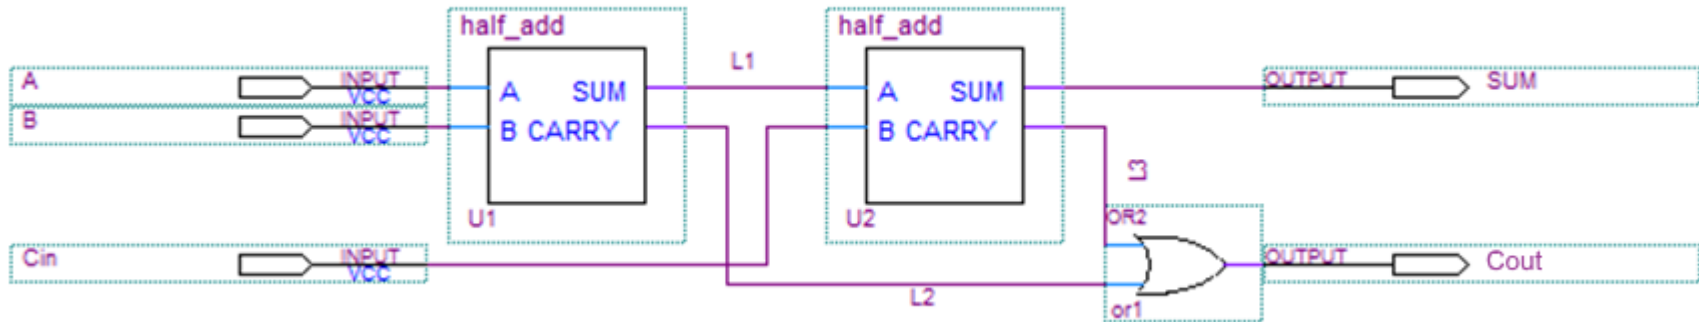 half_add
half_add
L1
A INPUT VCC
A SUM
A SUM
OUTPUT SUM
B INPUT VCC
B CARRY
B CARRY
L3
U1
U2
OR2
Cin INPUT VCC
OUTPUT Cout
L2
or1